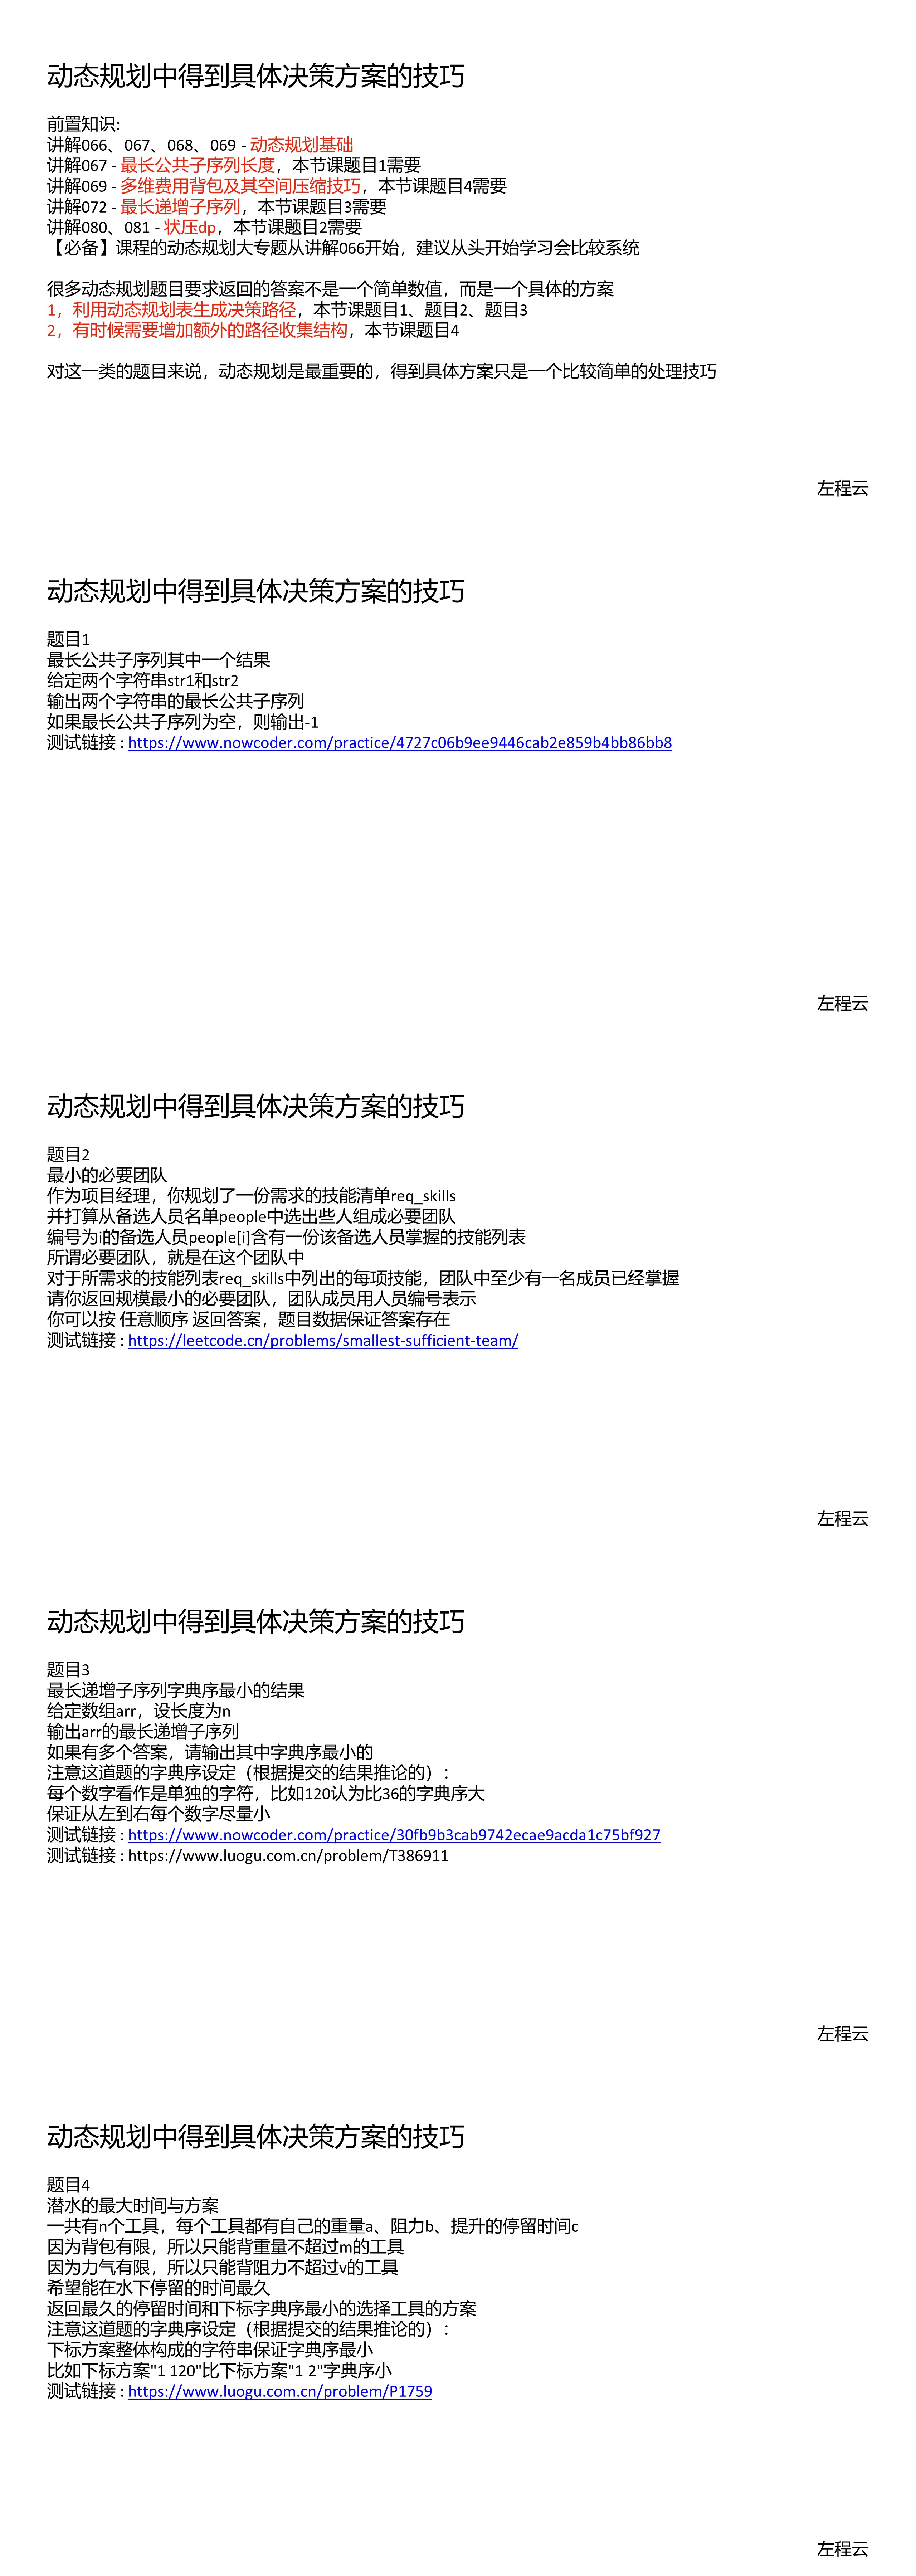 动态规划中得到具体决策方案的技巧
前置知识:
讲解066、067、068、069 - 动态规划基础
讲解067 - 最长公共子序列长度，本节课题目1需要
讲解069 - 多维费用背包及其空间压缩技巧，本节课题目4需要
讲解072 - 最长递增子序列，本节课题目3需要
讲解080、081 - 状压dp，本节课题目2需要
【必备】课程的动态规划大专题从讲解066开始，建议从头开始学习会比较系统
很多动态规划题目要求返回的答案不是一个简单数值，而是一个具体的方案
1，利用动态规划表生成决策路径，本节课题目1、题目2、题目3
2，有时候需要增加额外的路径收集结构，本节课题目4
对这一类的题目来说，动态规划是最重要的，得到具体方案只是一个比较简单的处理技巧
左程云
动态规划中得到具体决策方案的技巧
题目1
最长公共子序列其中一个结果
给定两个字符串str1和str2
输出两个字符串的最长公共子序列
如果最长公共子序列为空，则输出-1
测试链接 : https://www.nowcoder.com/practice/4727c06b9ee9446cab2e859b4bb86bb8
左程云
动态规划中得到具体决策方案的技巧
题目2
最小的必要团队
作为项目经理，你规划了一份需求的技能清单req_skills
并打算从备选人员名单people中选出些人组成必要团队
编号为i的备选人员people[i]含有一份该备选人员掌握的技能列表
所谓必要团队，就是在这个团队中
对于所需求的技能列表req_skills中列出的每项技能，团队中至少有一名成员已经掌握
请你返回规模最小的必要团队，团队成员用人员编号表示
你可以按 任意顺序 返回答案，题目数据保证答案存在
测试链接 : https://leetcode.cn/problems/smallest-sufficient-team/
左程云
动态规划中得到具体决策方案的技巧
题目3
最长递增子序列字典序最小的结果
给定数组arr，设长度为n
输出arr的最长递增子序列
如果有多个答案，请输出其中字典序最小的
注意这道题的字典序设定（根据提交的结果推论的）：
每个数字看作是单独的字符，比如120认为比36的字典序大
保证从左到右每个数字尽量小
测试链接 : https://www.nowcoder.com/practice/30fb9b3cab9742ecae9acda1c75bf927
测试链接 : https://www.luogu.com.cn/problem/T386911
左程云
动态规划中得到具体决策方案的技巧
题目4
潜水的最大时间与方案
一共有n个工具，每个工具都有自己的重量a、阻力b、提升的停留时间c
因为背包有限，所以只能背重量不超过m的工具
因为力气有限，所以只能背阻力不超过v的工具
希望能在水下停留的时间最久
返回最久的停留时间和下标字典序最小的选择工具的方案
注意这道题的字典序设定（根据提交的结果推论的）：
下标方案整体构成的字符串保证字典序最小
比如下标方案"1 120"比下标方案"1 2"字典序小
测试链接 : https://www.luogu.com.cn/problem/P1759
左程云